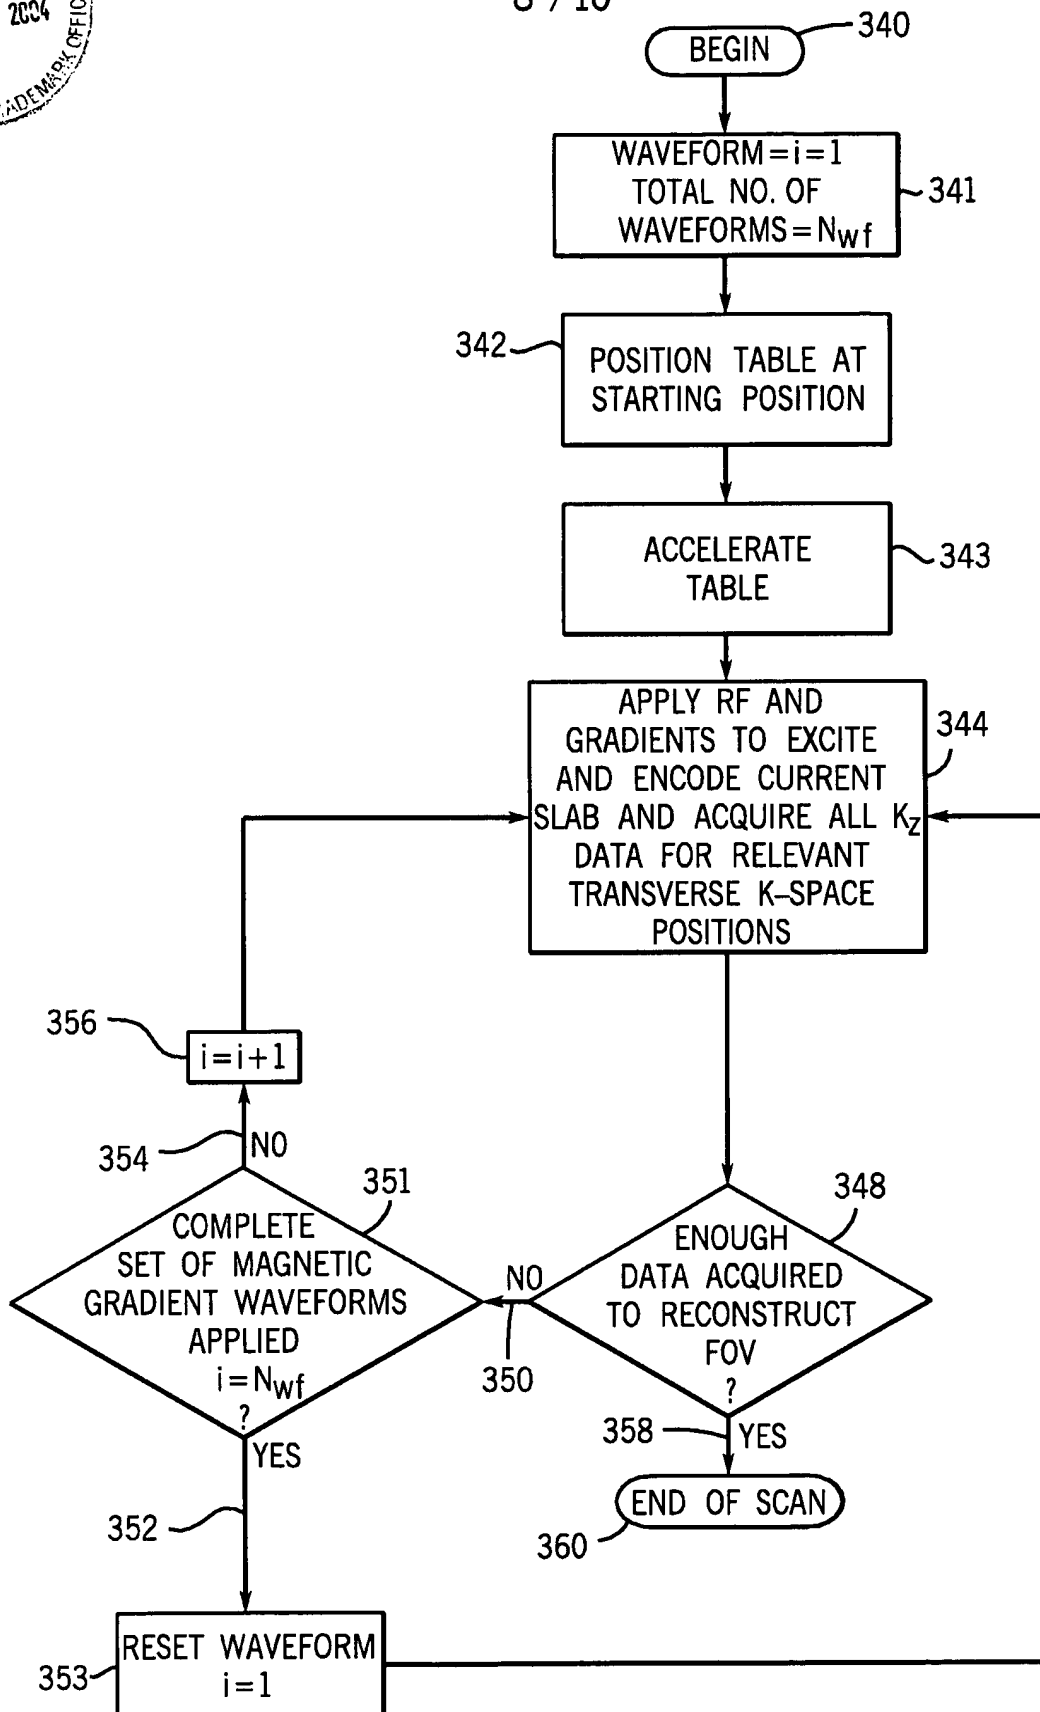 2004
ADEMARK OFFIC
8 / 10
BEGIN
340
WAVEFORM=i=1
TOTAL NO. OF
WAVEFORMS=Nwf
341
342
POSITION TABLE AT
STARTING POSITION
ACCELERATE
TABLE
343
APPLY RF AND
GRADIENTS TO EXCITE
AND ENCODE CURRENT
SLAB AND ACQUIRE ALL KZ
DATA FOR RELEVANT
TRANSVERSE K–SPACE
POSITIONS
344
356
i=i+1
354
NO
351
COMPLETE
SET OF MAGNETIC
GRADIENT WAVEFORMS
APPLIED
i=Nwf
?
YES
348
ENOUGH
DATA ACQUIRED
TO RECONSTRUCT
FOV
?
NO
350
358
YES
END OF SCAN
360
352
RESET WAVEFORM
i=1
353